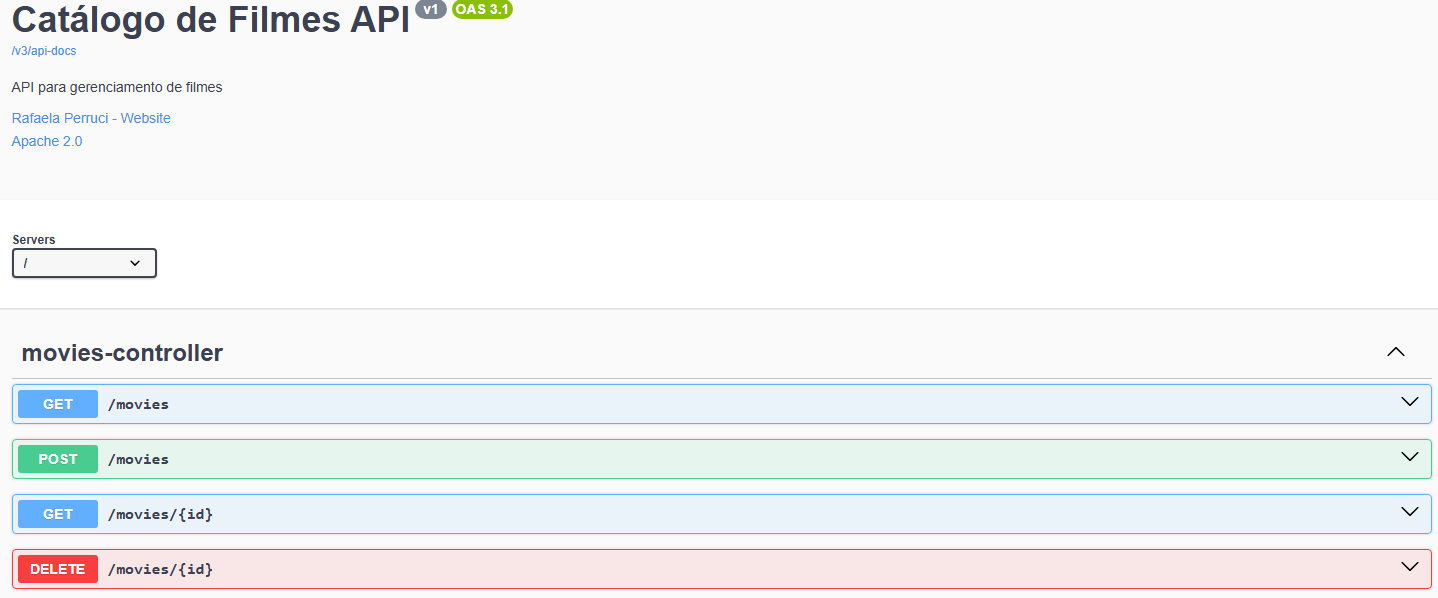 Catálogo de Filmes API v1 OAS 3.1
/v3/api-docs
API para gerenciamento de filmes
Rafaela Perruci - Website
Apache 2.0
Servers
/
movies-controller
GET /movies
POST /movies
GET /movies/{id}
DELETE /movies/{id}